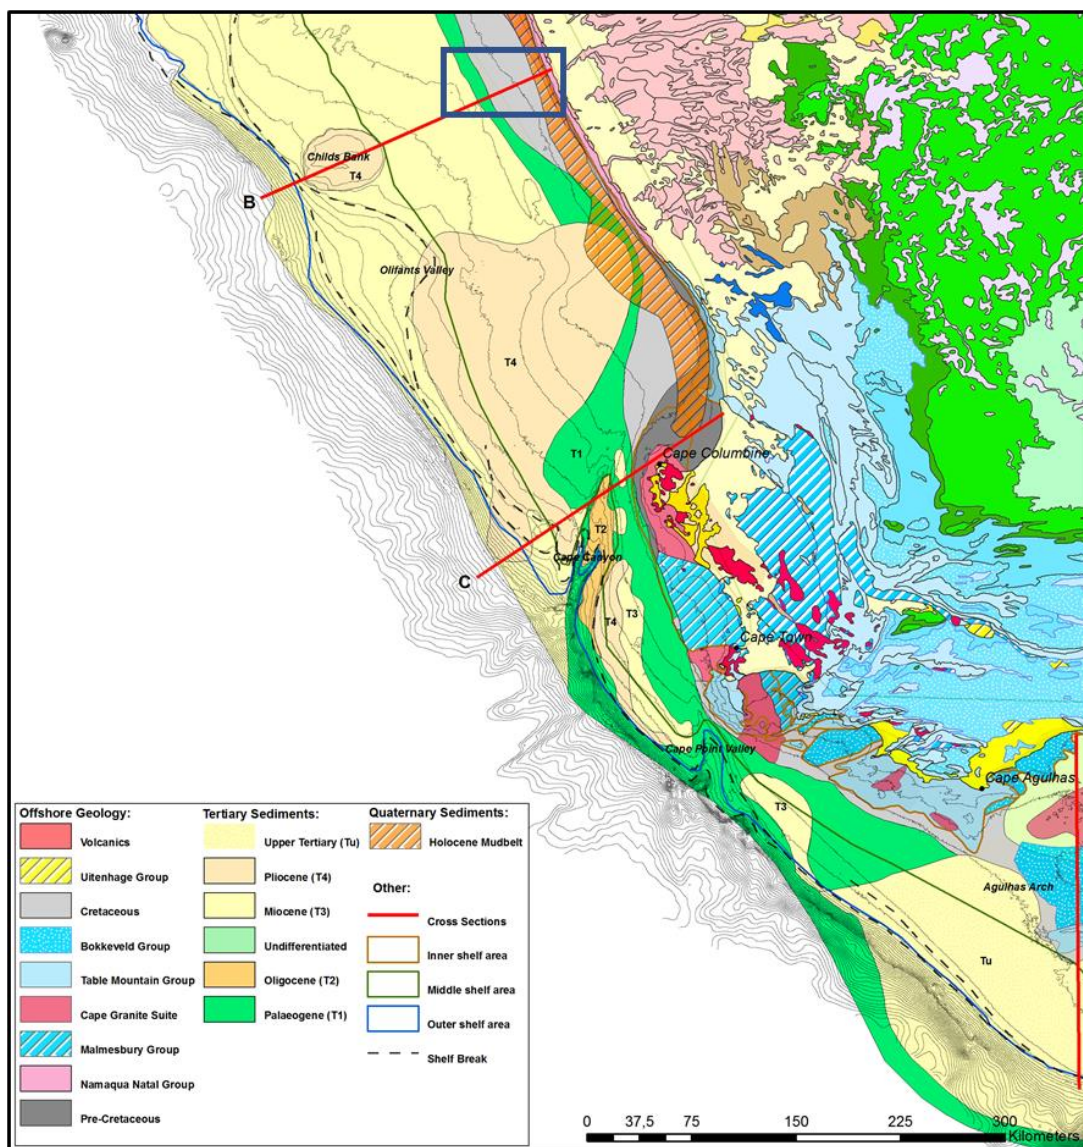 Childs Bank
T4
B
Olifants Valley
T4
T1
Cape Columbine
T2
Cape Canyon
C
T3
T4
Cape Town
Cape Point Valley
Cape Agulhas
T3
Agulhas Arch
Tu
Offshore Geology:
Volcanics
Uitenhage Group
Cretaceous
Bokkeveld Group
Table Mountain Group
Cape Granite Suite
Malmesbury Group
Namaqua Natal Group
Pre-Cretaceous
Tertiary Sediments:
Upper Tertiary (Tu)
Pliocene (T4)
Miocene (T3)
Undifferentiated
Oligocene (T2)
Palaeogene (T1)
Quaternary Sediments:
Holocene Mudbelt
Other:
Cross Sections
Inner shelf area
Middle shelf area
Outer shelf area
Shelf Break
0 37,5 75 150 225 300
Kilometers